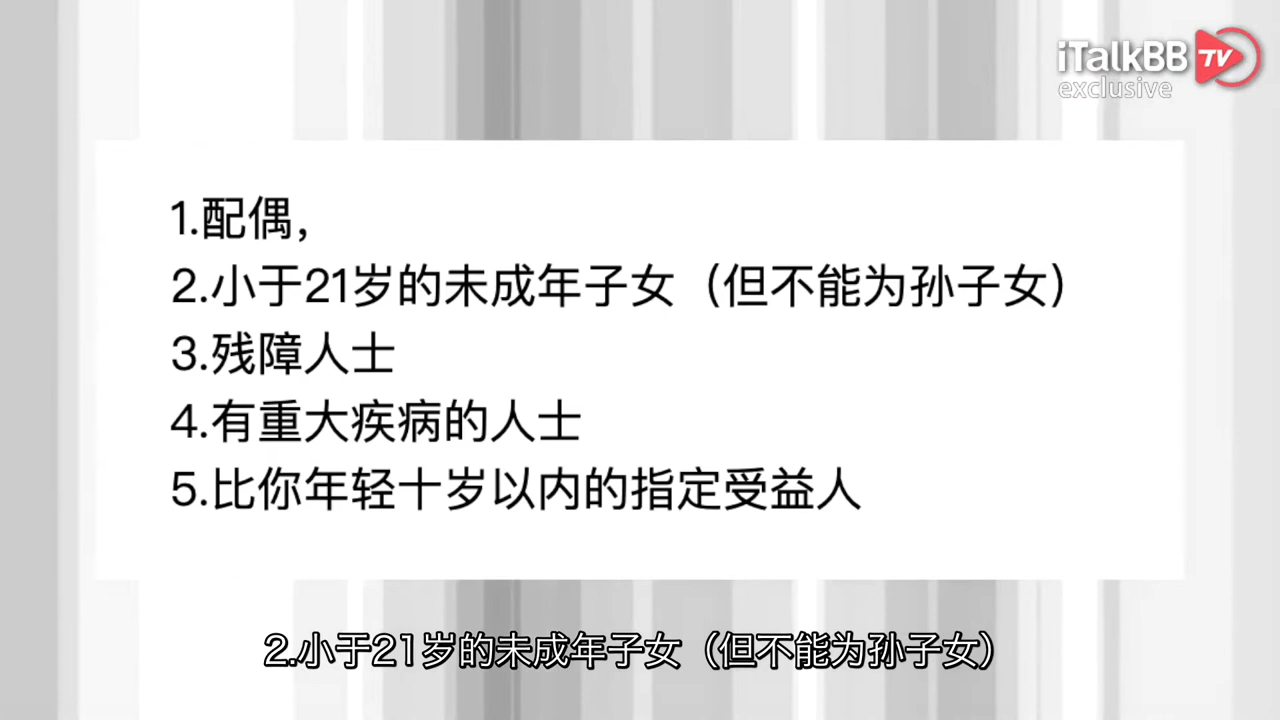 iTalkBB TV
exclusive
1.配偶，
2.小于21岁的未成年子女（但不能为孙子女）
3.残障人士
4.有重大疾病的人士
5.比你年轻十岁以内的指定受益人
2.小于21岁的未成年子女（但不能为孙子女）